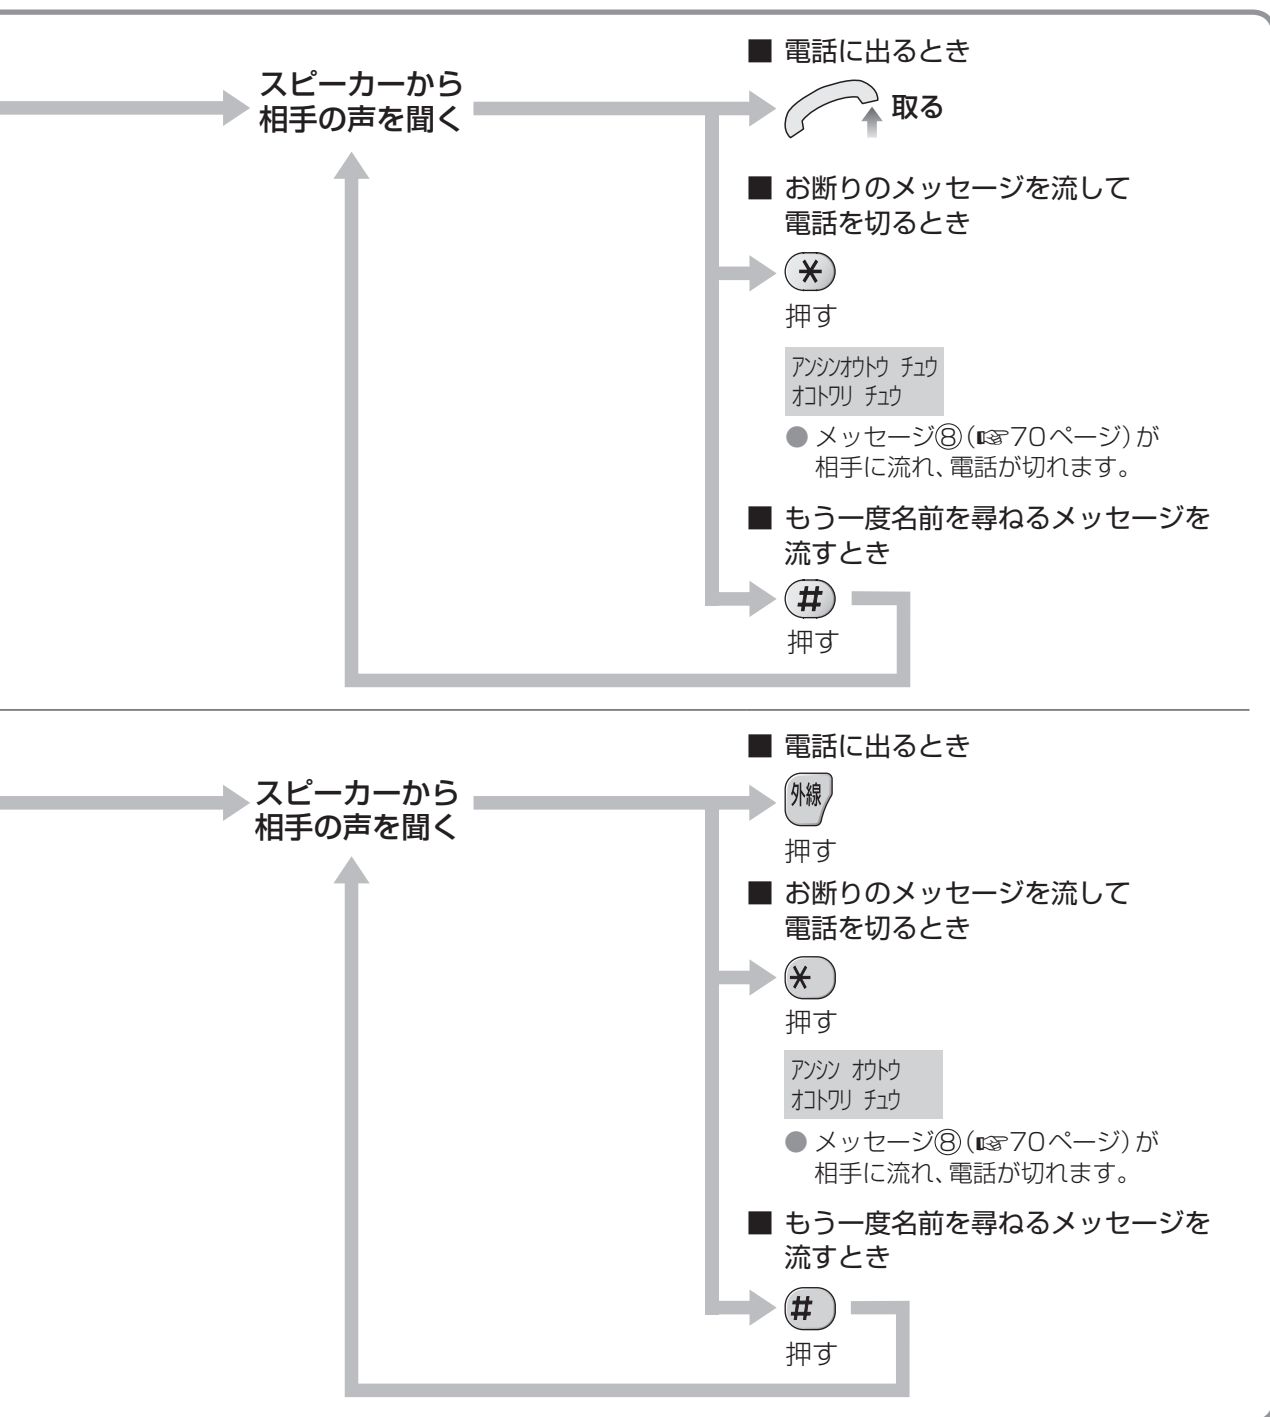 ■ 電話に出るとき
スピーカーから
相手の声を聞く
取る
■ お断りのメッセージを流して
電話を切るとき
＊
押す
ｱﾝｼﾝｵｳﾄｳ ﾁｭｳ
ｵｺﾄﾜﾘ ﾁｭｳ
● メッセージ⑧(☞70ページ)が
相手に流れ、電話が切れます。
■ もう一度名前を尋ねるメッセージを
流すとき
#
押す
■ 電話に出るとき
スピーカーから
相手の声を聞く
外線
押す
■ お断りのメッセージを流して
電話を切るとき
＊
押す
ｱﾝｼﾝ ｵｳﾄｳ
ｵｺﾄﾜﾘ ﾁｭｳ
● メッセージ⑧(☞70ページ)が
相手に流れ、電話が切れます。
■ もう一度名前を尋ねるメッセージを
流すとき
#
押す